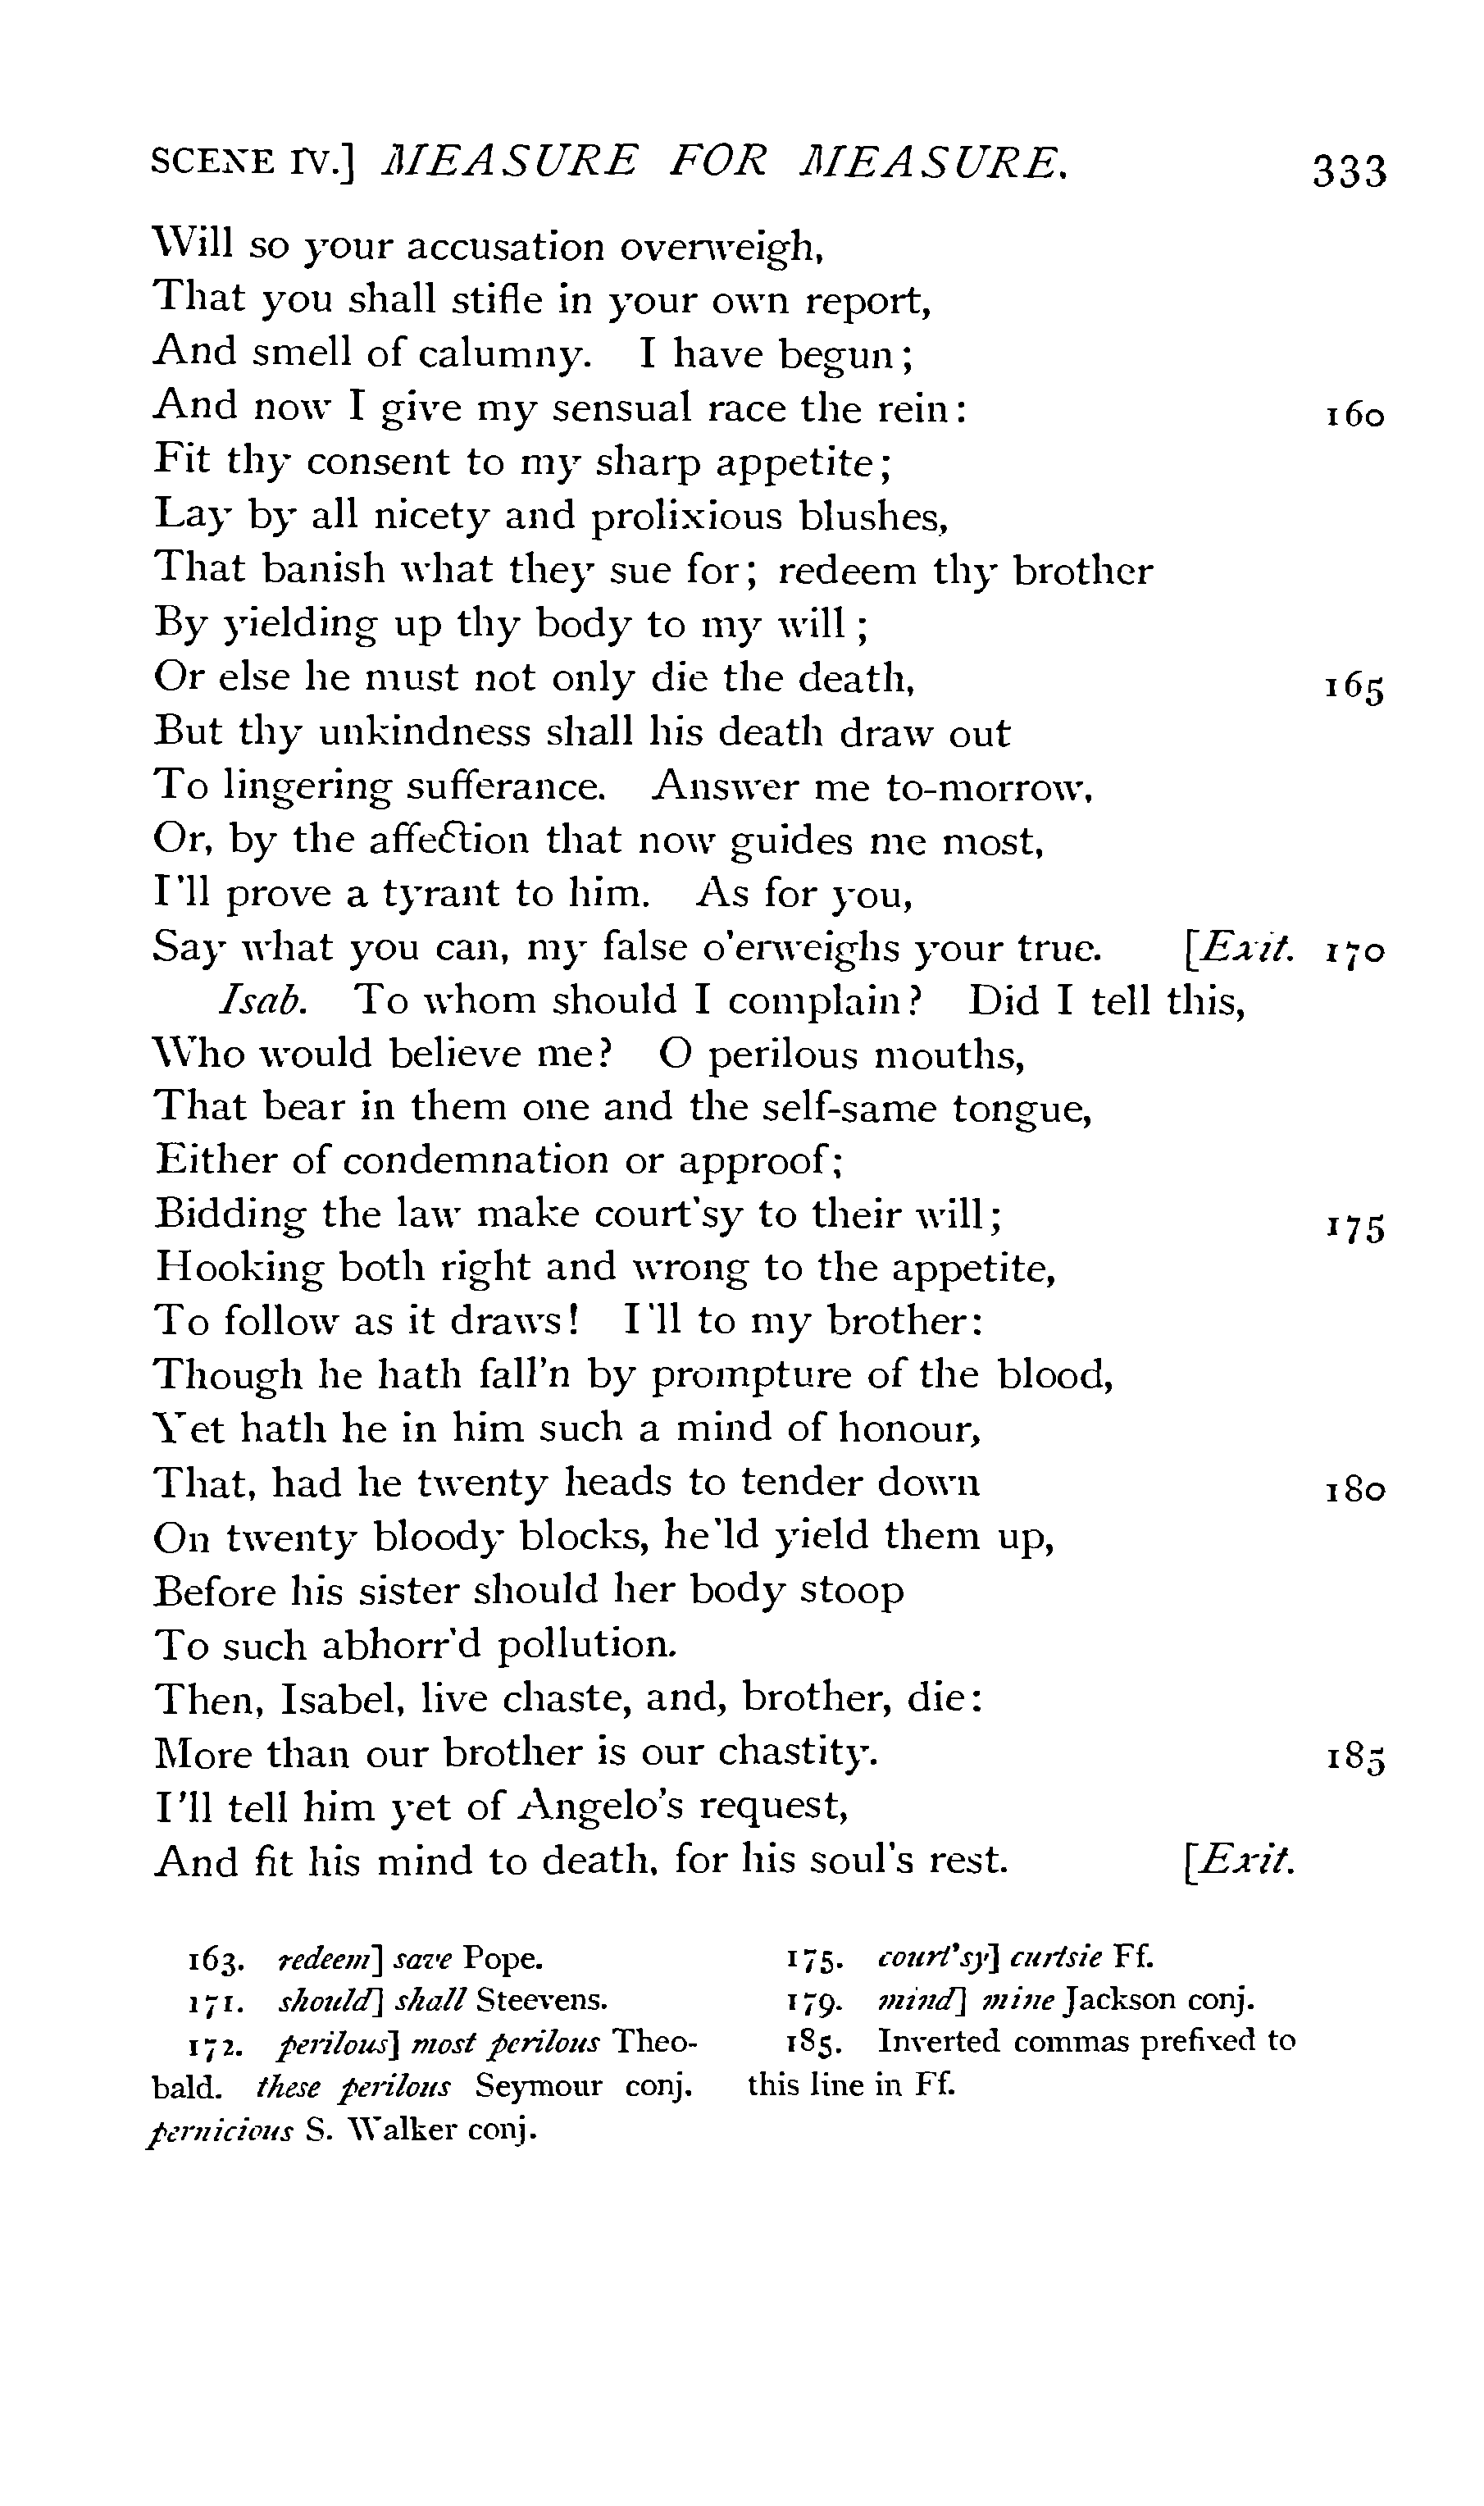 SCENE IV.] MEASURE FOR MEASURE. 333
Will so your accusation overweigh,
That you shall stifle in your own report,
And smell of calumny. I have begun;
And now I give my sensual race the rein: 160
Fit thy consent to my sharp appetite;
Lay by all nicety and prolixious blushes,
That banish what they sue for; redeem thy brother
By yielding up thy body to my will;
Or else he must not only die the death, 165
But thy unkindness shall his death draw out
To lingering sufferance. Answer me to-morrow,
Or, by the affection that now guides me most,
I'll prove a tyrant to him. As for you,
Say what you can, my false o'erweighs your true. [Exit. 170
Isab. To whom should I complain? Did I tell this,
Who would believe me? O perilous mouths,
That bear in them one and the self-same tongue,
Either of condemnation or approof;
Bidding the law make court'sy to their will; 175
Hooking both right and wrong to the appetite,
To follow as it draws! I'll to my brother:
Though he hath fall'n by prompture of the blood,
Yet hath he in him such a mind of honour,
That, had he twenty heads to tender down 180
On twenty bloody blocks, he'ld yield them up,
Before his sister should her body stoop
To such abhorr'd pollution.
Then, Isabel, live chaste, and, brother, die:
More than our brother is our chastity. 185
I'll tell him yet of Angelo's request,
And fit his mind to death, for his soul's rest. [Exit.
163. redeem] save Pope.
171. should] shall Steevens.
172. perilous] most perilous Theo-
bald. these perilous Seymour conj.
pernicious S. Walker conj.
175. court'sy] curtsie Ff.
179. mind] mine Jackson conj.
185. Inverted commas prefixed to
this line in Ff.